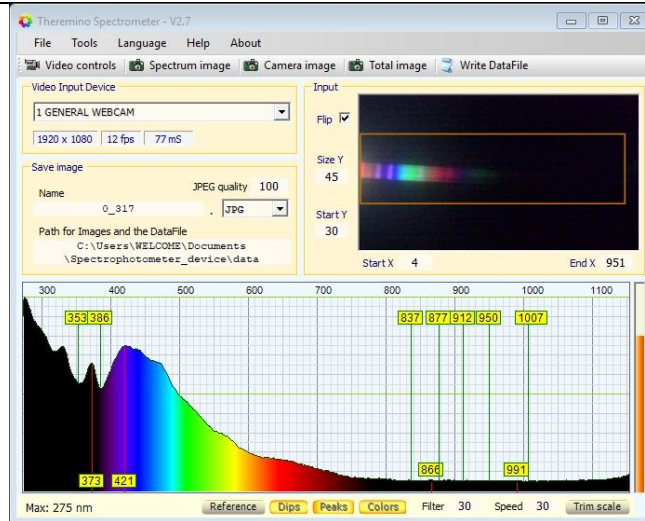 Theremino Spectrometer - V2.7
File Tools Language Help About
Video controls Spectrum image Camera image Total image Write DataFile
Video Input Device
1 GENERAL WEBCAM
1920 x 1080 12 fps 77 mS
Save image
Name JPEG quality 100
0_317 . JPG
Path for Images and the DataFile
C:\Users\WELCOME\Documents
\Spectrophotometer_device\data
Input
Flip
Size Y
45
Start Y
30
Start X 4 End X 951
300 400 500 600 700 800 900 1000 1100
353 386 837 877 912 950 1007
373 421 866 991
Max: 275 nm Reference Dips Peaks Colors Filter 30 Speed 30 Trim scale